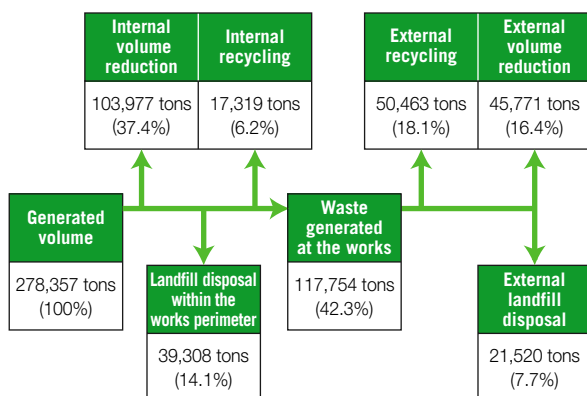 Internal
volume
reduction
103,977 tons
(37.4%)
Internal
recycling
17,319 tons
(6.2%)
External
recycling
50,463 tons
(18.1%)
External
volume
reduction
45,771 tons
(16.4%)
Generated
volume
278,357 tons
(100%)
Landfill disposal
within the
works perimeter
39,308 tons
(14.1%)
Waste
generated
at the works
117,754 tons
(42.3%)
External
landfill
disposal
21,520 tons
(7.7%)